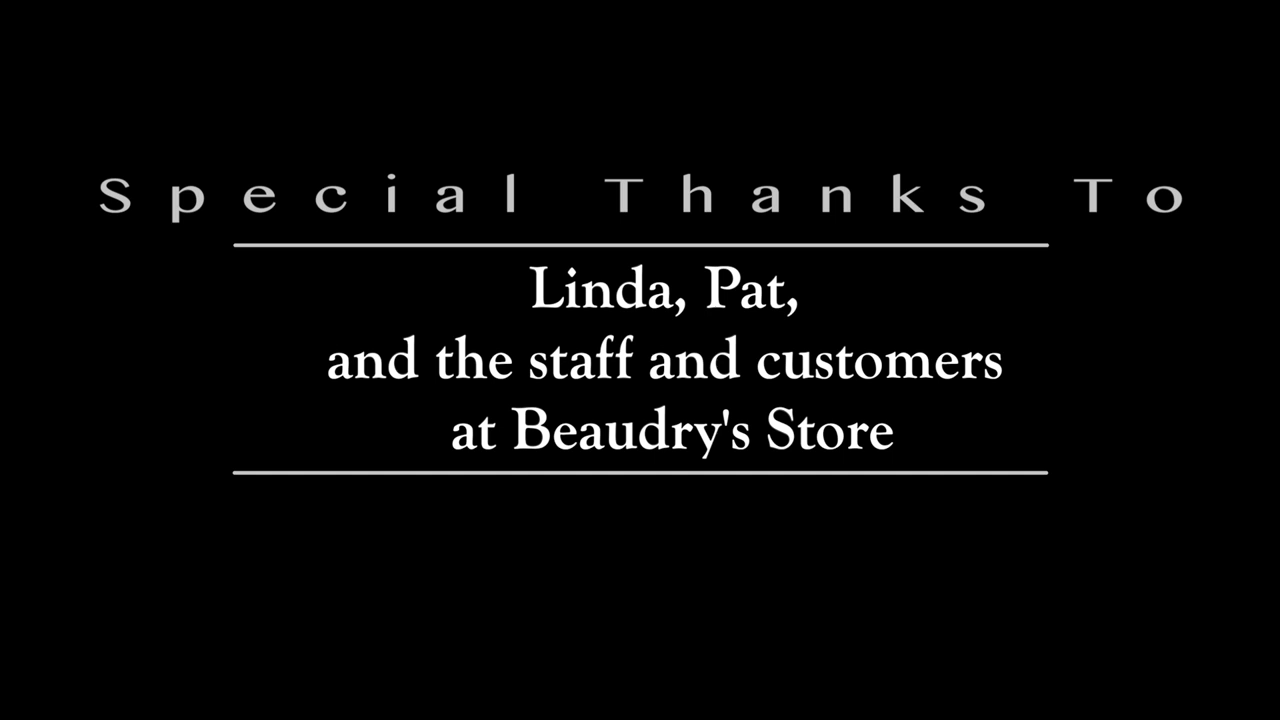 Special Thanks To
Linda, Pat,
and the staff and customers
at Beaudry's Store